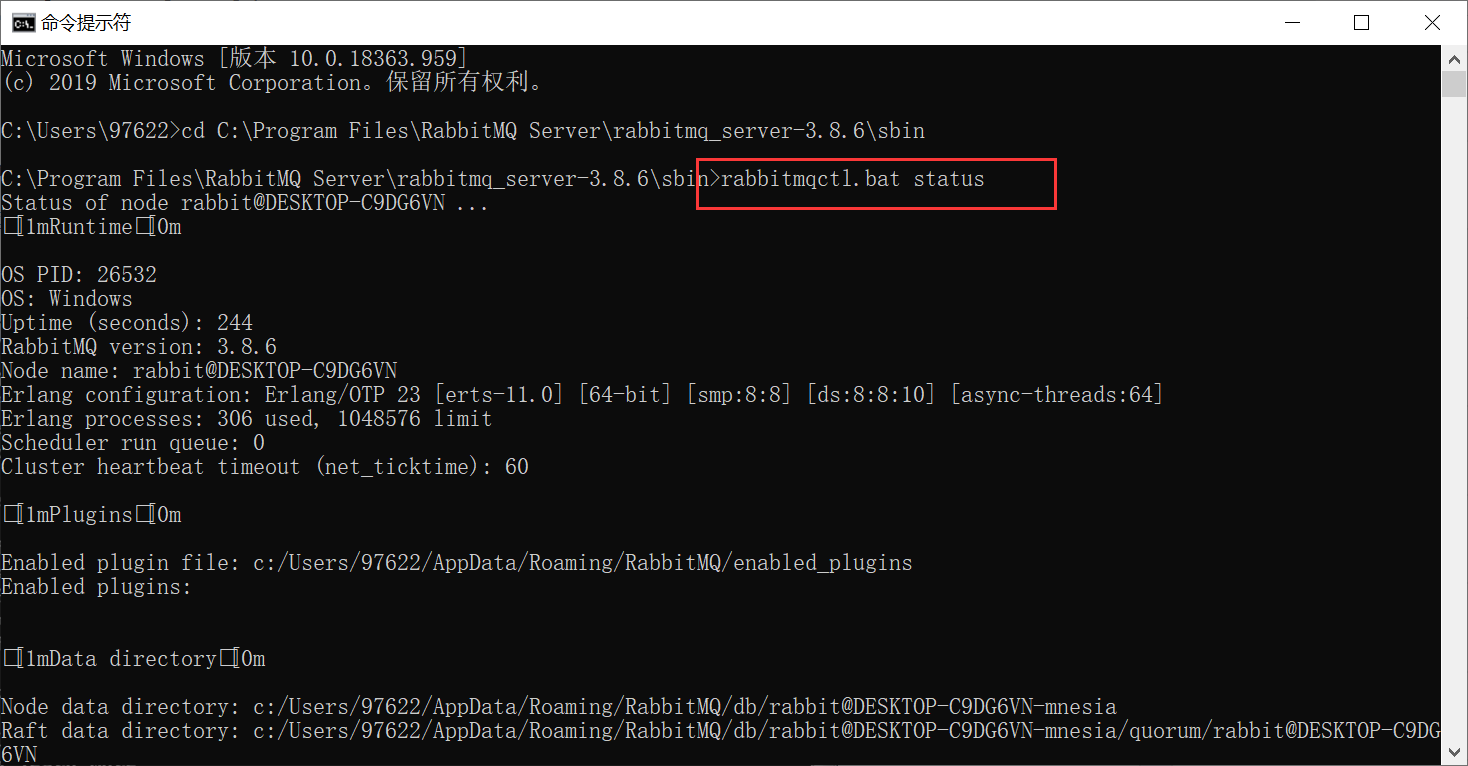 命令提示符
Microsoft Windows [版本 10.0.18363.959]
(c) 2019 Microsoft Corporation。保留所有权利。
C:\Users\97622>cd C:\Program Files\RabbitMQ Server\rabbitmq_server-3.8.6\sbin
C:\Program Files\RabbitMQ Server\rabbitmq_server-3.8.6\sbin>rabbitmqctl.bat status
Status of node rabbit@DESKTOP-C9DG6VN ...
□[1mRuntime□[0m
OS PID: 26532
OS: Windows
Uptime (seconds): 244
RabbitMQ version: 3.8.6
Node name: rabbit@DESKTOP-C9DG6VN
Erlang configuration: Erlang/OTP 23 [erts-11.0] [64-bit] [smp:8:8] [ds:8:8:10] [async-threads:64]
Erlang processes: 306 used, 1048576 limit
Scheduler run queue: 0
Cluster heartbeat timeout (net_ticktime): 60
□[1mPlugins□[0m
Enabled plugin file: c:/Users/97622/AppData/Roaming/RabbitMQ/enabled_plugins
Enabled plugins:
□[1mData directory□[0m
Node data directory: c:/Users/97622/AppData/Roaming/RabbitMQ/db/rabbit@DESKTOP-C9DG6VN-mnesia
Raft data directory: c:/Users/97622/AppData/Roaming/RabbitMQ/db/rabbit@DESKTOP-C9DG6VN-mnesia/quorum/rabbit@DESKTOP-C9DG
6VN